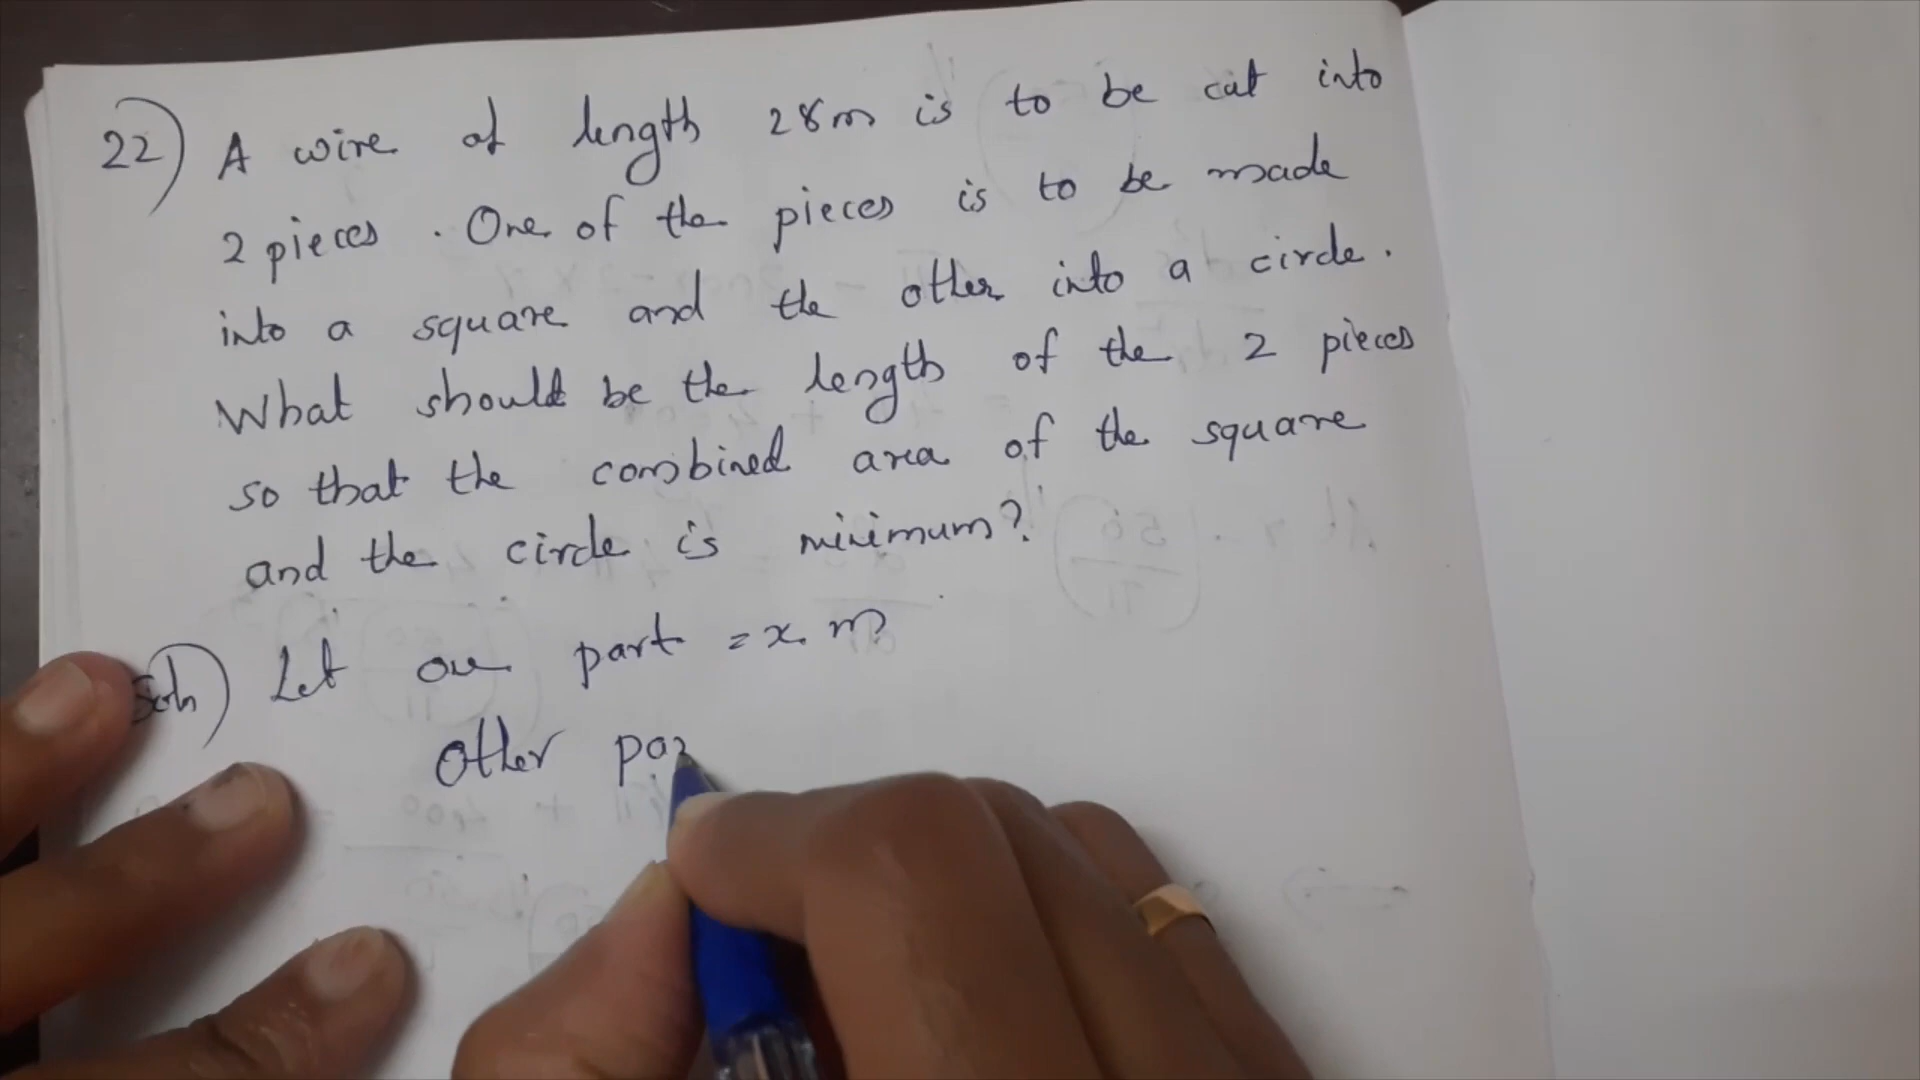 22) A wire of length 28m is to be cut into
2 pieces. One of the pieces is to be made
into a square and the other into a circle.
What should be the length of the 2 pieces
so that the combined area of the square
and the circle is minimum?
Soln) Let one part = x m
Other par